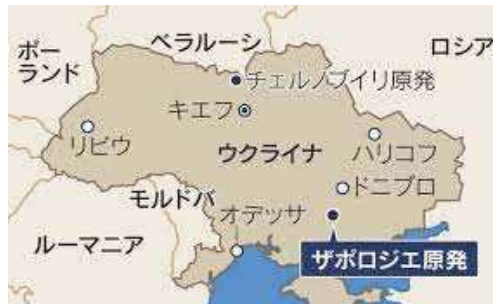 ポー
ランド
ベラルーシ
ロシア
チェルノブイリ原発
キエフ
リビウ
ウクライナ
ハリコフ
ドニプロ
モルドバ
オデッサ
ルーマニア
ザポロジエ原発